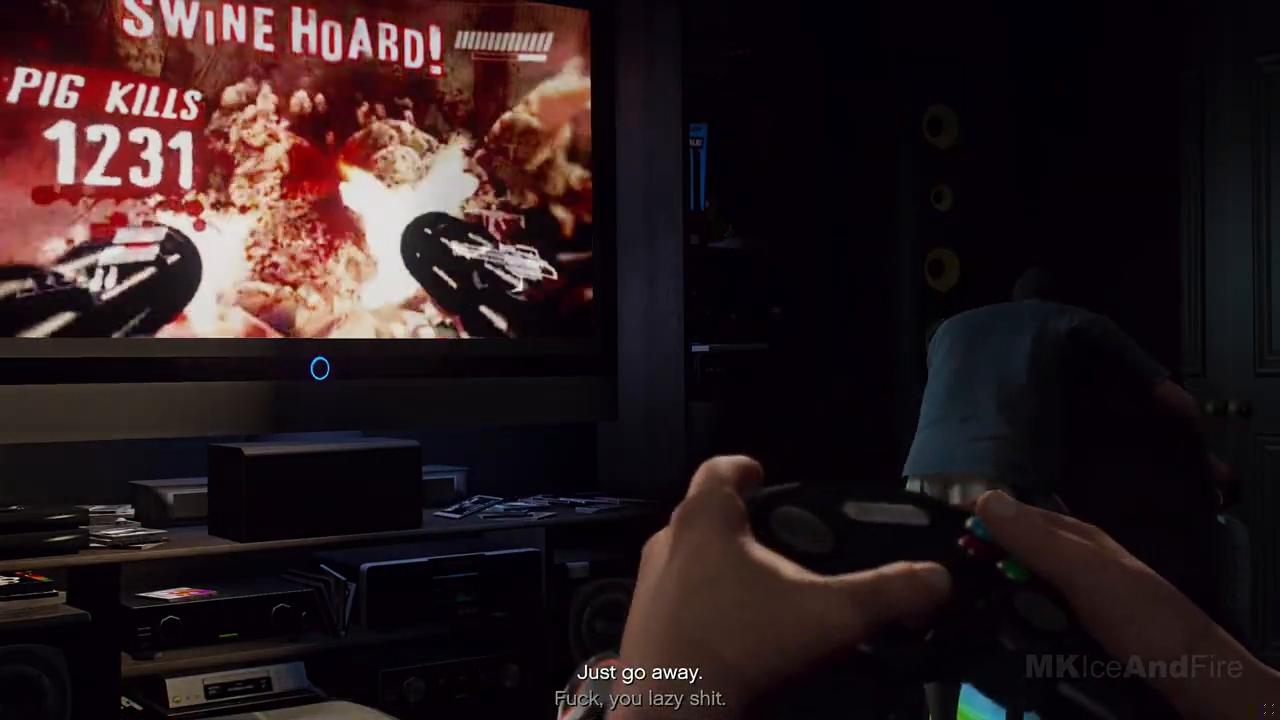 SWiNE HOARD!
PIG KILLS
1231
Just go away.
Fuck, you lazy shit.
MKIceAndFire